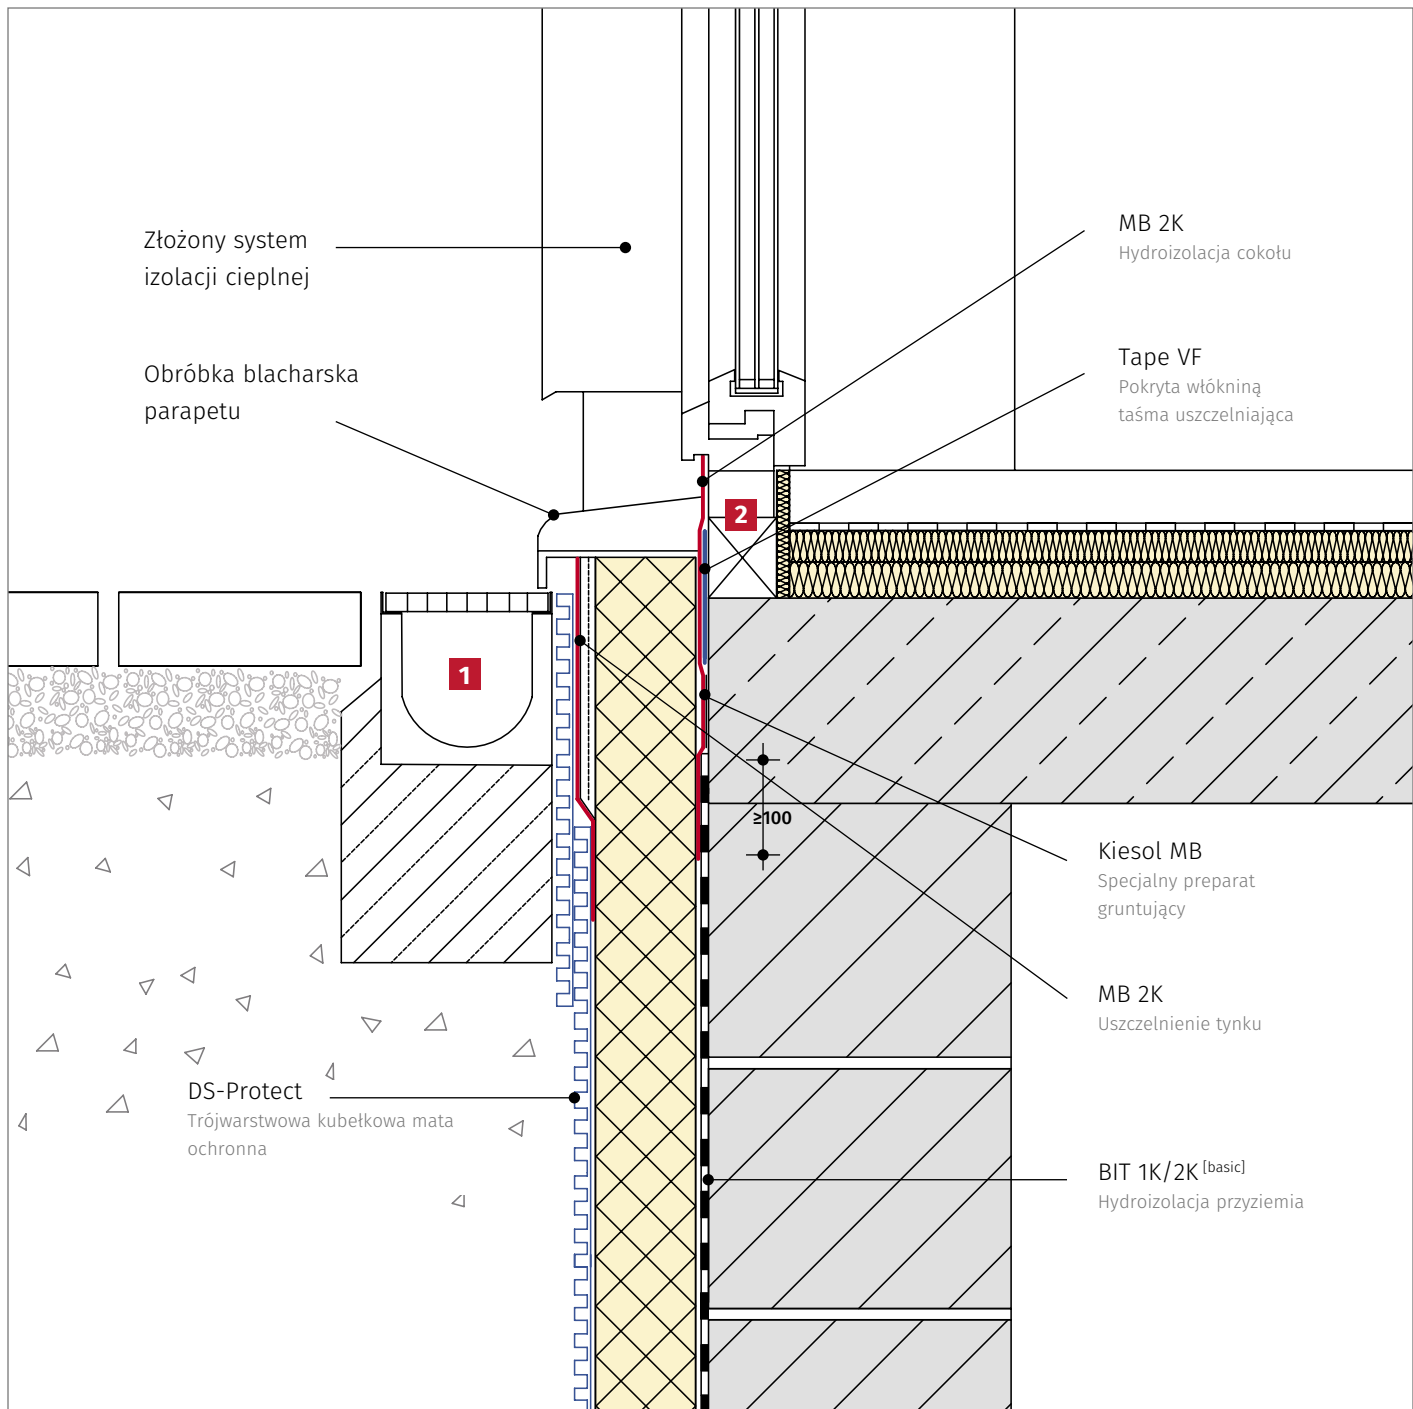 Złożony system
izolacji cieplnej
Obróbka blacharska
parapetu
MB 2K
Hydroizolacja cokołu
Tape VF
Pokryta włókniną
taśma uszczelniająca
2
1
≥100
Kiesol MB
Specjalny preparat
gruntujący
MB 2K
Uszczelnienie tynku
DS-Protect
Trójwarstwowa kubełkowa mata
ochronna
BIT 1K/2K [basic]
Hydroizolacja przyziemia